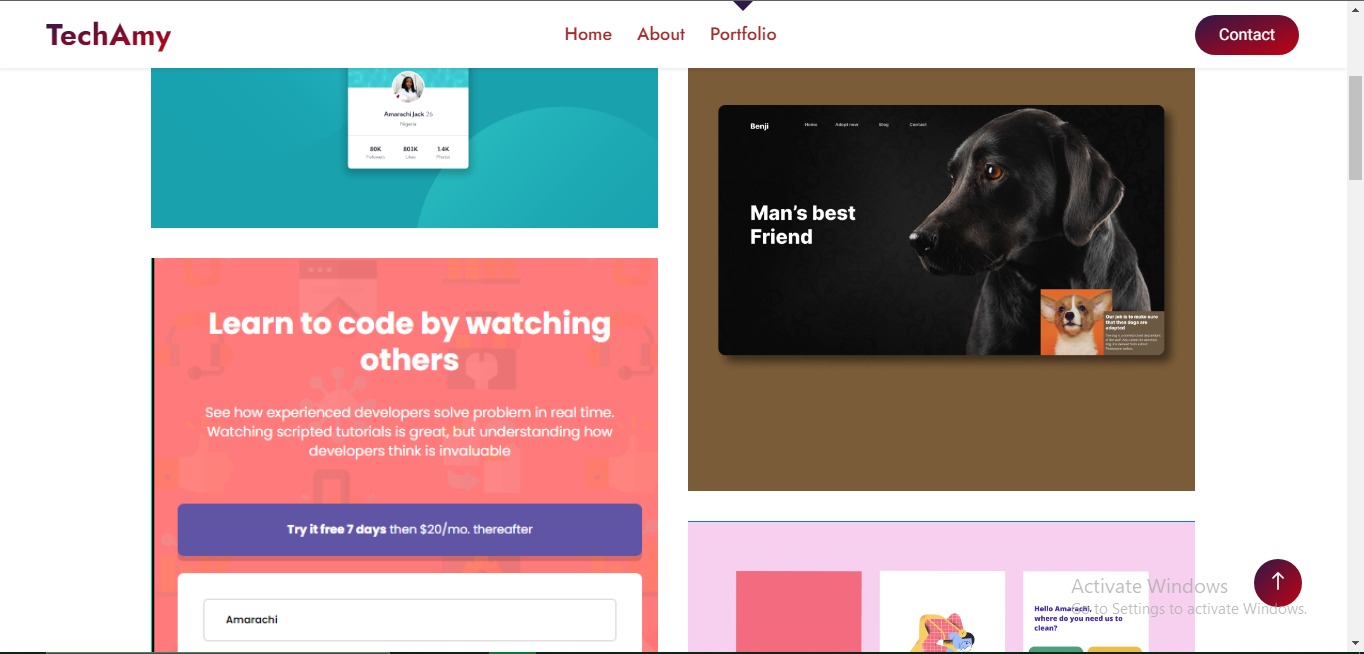 TechAmy
Home
About
Portfolio
Contact
Amarachi Jack 26
Nigeria
80K
803K
1.4K
Followers
Likes
Photos
Benji
Home
Adopt now
Blog
Contact
Man's best
Friend
Our job is to make sure
that thes dogs are
adopted
Learn to code by watching
others
See how experienced developers solve problem in real time.
Watching scripted tutorials is great, but understanding how
developers think is invaluable
Try it free 7 days then $20/mo. thereafter
Amarachi
Hello Amarachi,
where do you need us to
clean?
Activate Windows
Go to Settings to activate Windows.